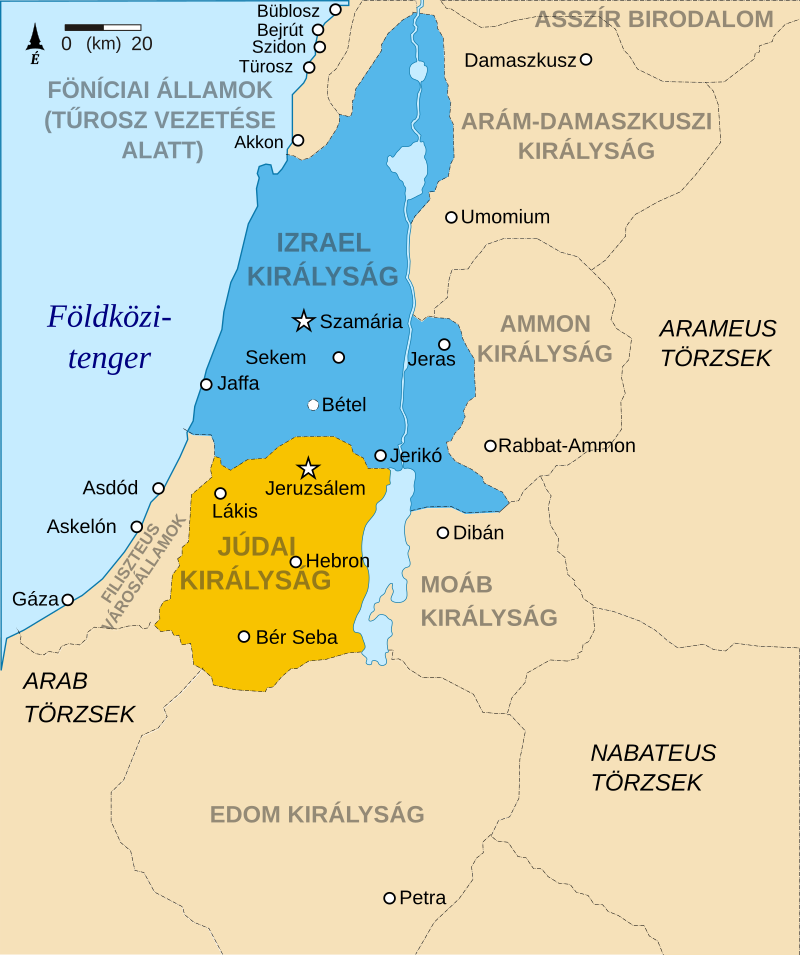 Büblosz
ASSZÍR BIRODALOM
Bejrút
0 (km) 20
Szidon
É
Türosz
Damaszkusz
FÖNÍCIAI ÁLLAMOK
(TŰROSZ VEZETÉSE
ALATT)
Akkon
ARÁM-DAMASZKUSZI
KIRÁLYSÁG
Umomium
IZRAEL
KIRÁLYSÁG
Földközi-
tenger
Szamária
AMMON
KIRÁLYSÁG
ARAMEUS
TÖRZSEK
Sekem
Jeras
Jaffa
Bétel
Rabbat-Ammon
Jerikó
Asdód
Jeruzsálem
Lákis
Askelón
Dibán
FILISZTEUS
VÁROSÁLLAMOK
JÚDAI
KIRÁLYSÁG
Hebron
MOÁB
KIRÁLYSÁG
Gáza
Bér Seba
ARAB
TÖRZSEK
NABATEUS
TÖRZSEK
EDOM KIRÁLYSÁG
Petra